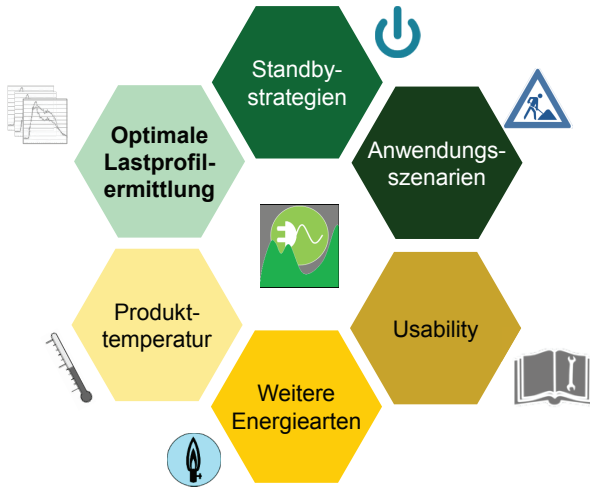 Standby-
strategien
Anwendungs-
szenarien
Usability
Weitere
Energiearten
Produkt-
temperatur
Optimale
Lastprofil-
ermittlung